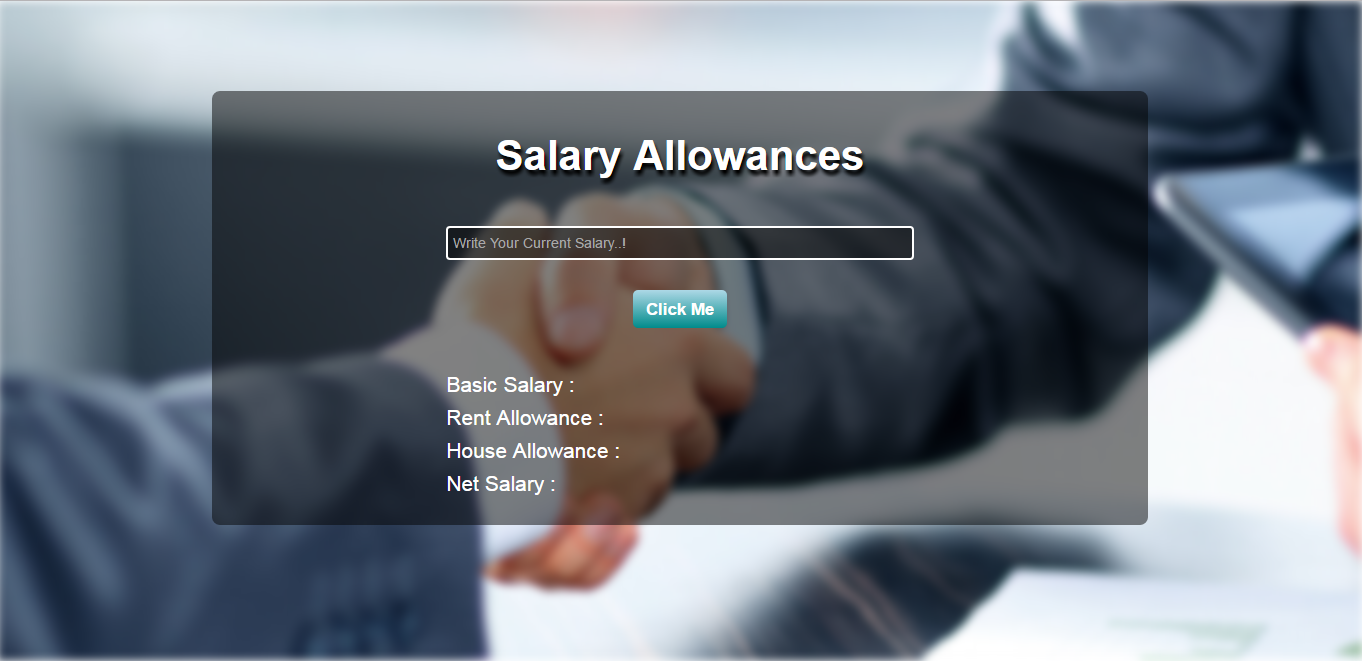 Salary Allowances
Write Your Current Salary..!
Click Me
Basic Salary :
Rent Allowance :
House Allowance :
Net Salary :